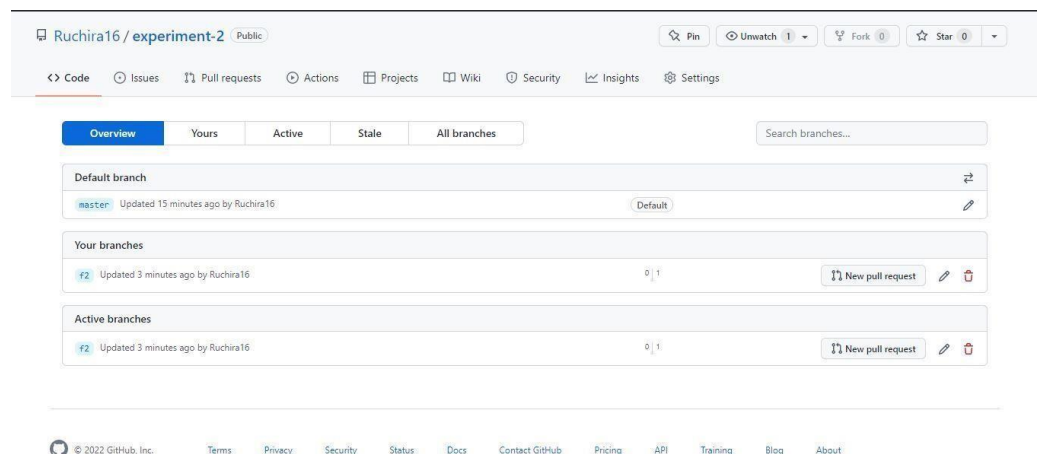 Ruchira16 / experiment-2 Public Pin Unwatch 1 Fork 0 Star 0
<> Code Issues Pull requests Actions Projects Wiki Security Insights Settings
Overview Yours Active Stale All branches Search branches...
Default branch
master Updated 15 minutes ago by Ruchira16 Default
Your branches
f2 Updated 3 minutes ago by Ruchira16 0 | 1 New pull request
Active branches
f2 Updated 3 minutes ago by Ruchira16 0 | 1 New pull request
© 2022 GitHub, Inc. Terms Privacy Security Status Docs Contact GitHub Pricing API Training Blog About